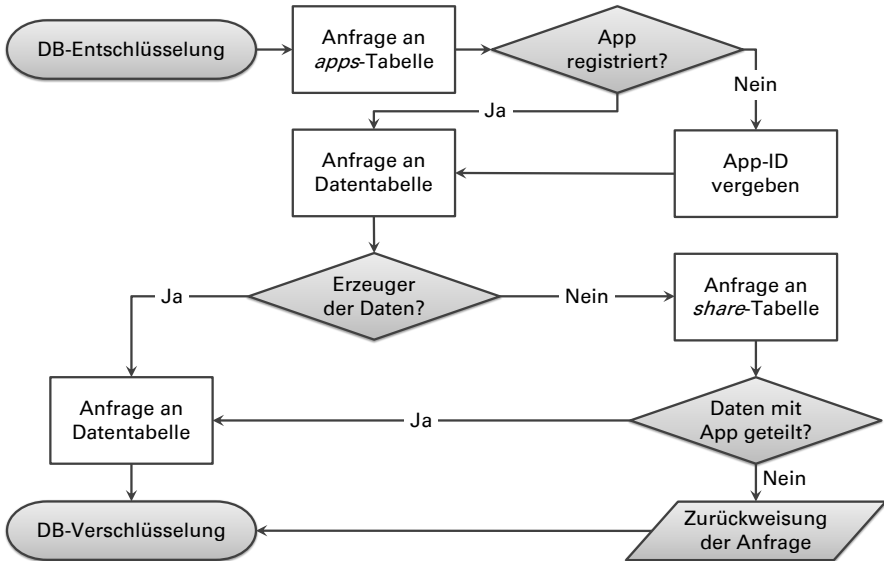 DB-Entschlüsselung
Anfrage an
apps-Tabelle
App
registriert?
Nein
Ja
Anfrage an
Datentabelle
App-ID
vergeben
Erzeuger
der Daten?
Ja
Nein
Anfrage an
share-Tabelle
Anfrage an
Datentabelle
Ja
Daten mit
App geteilt?
Nein
DB-Verschlüsselung
Zurückweisung
der Anfrage